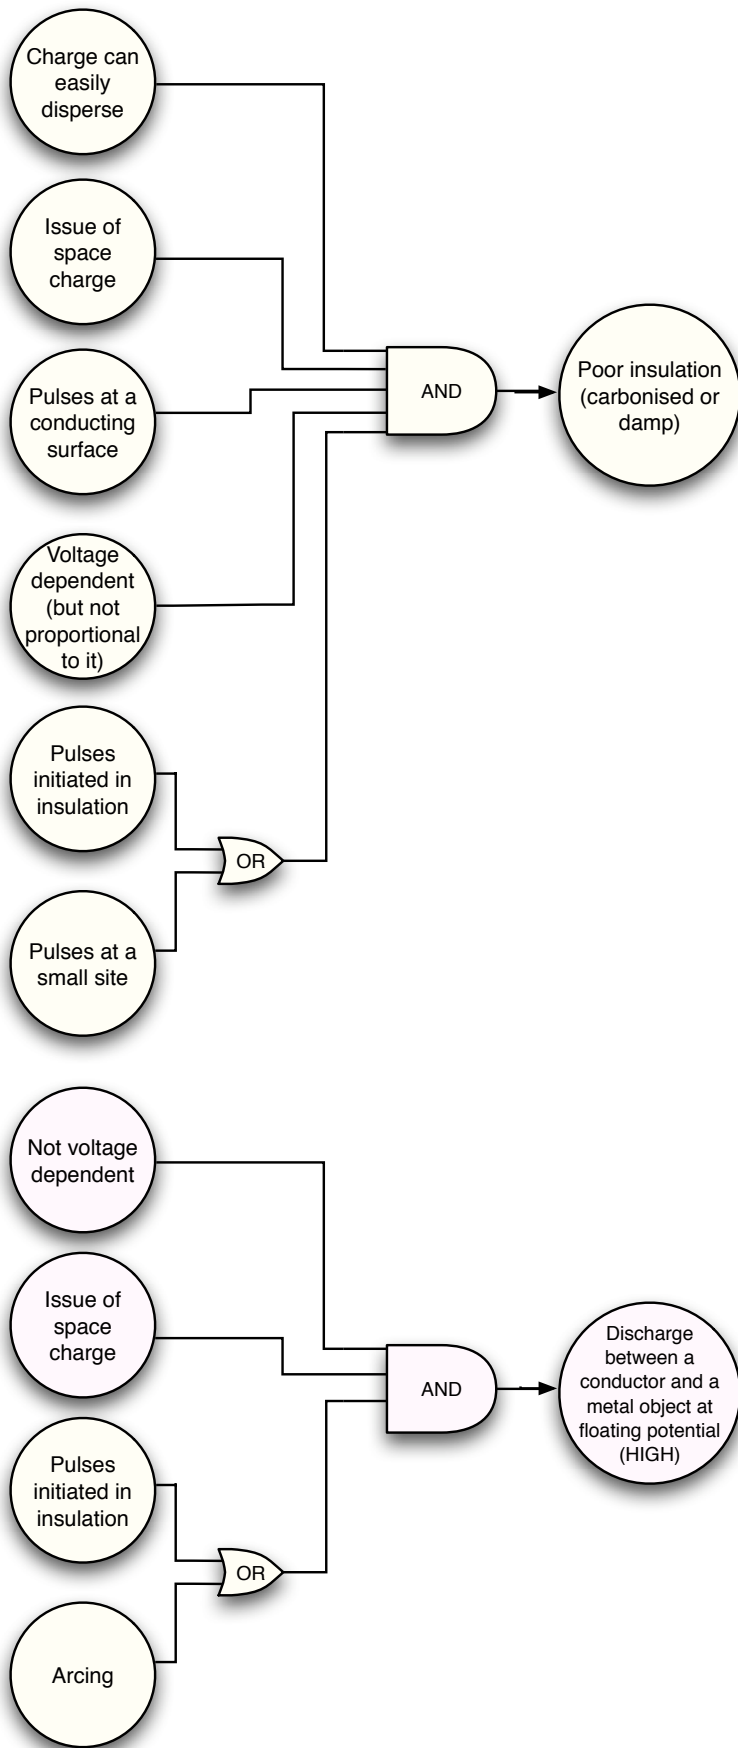 Charge can
easily
disperse
Issue of
space
charge
Pulses at a
conducting
surface
AND
Poor insulation
(carbonised or
damp)
Voltage
dependent
(but not
proportional
to it)
Pulses
initiated in
insulation
OR
Pulses at a
small site
Not voltage
dependent
Issue of
space
charge
AND
Discharge
between a
conductor and a
metal object at
floating potential
(HIGH)
Pulses
initiated in
insulation
OR
Arcing